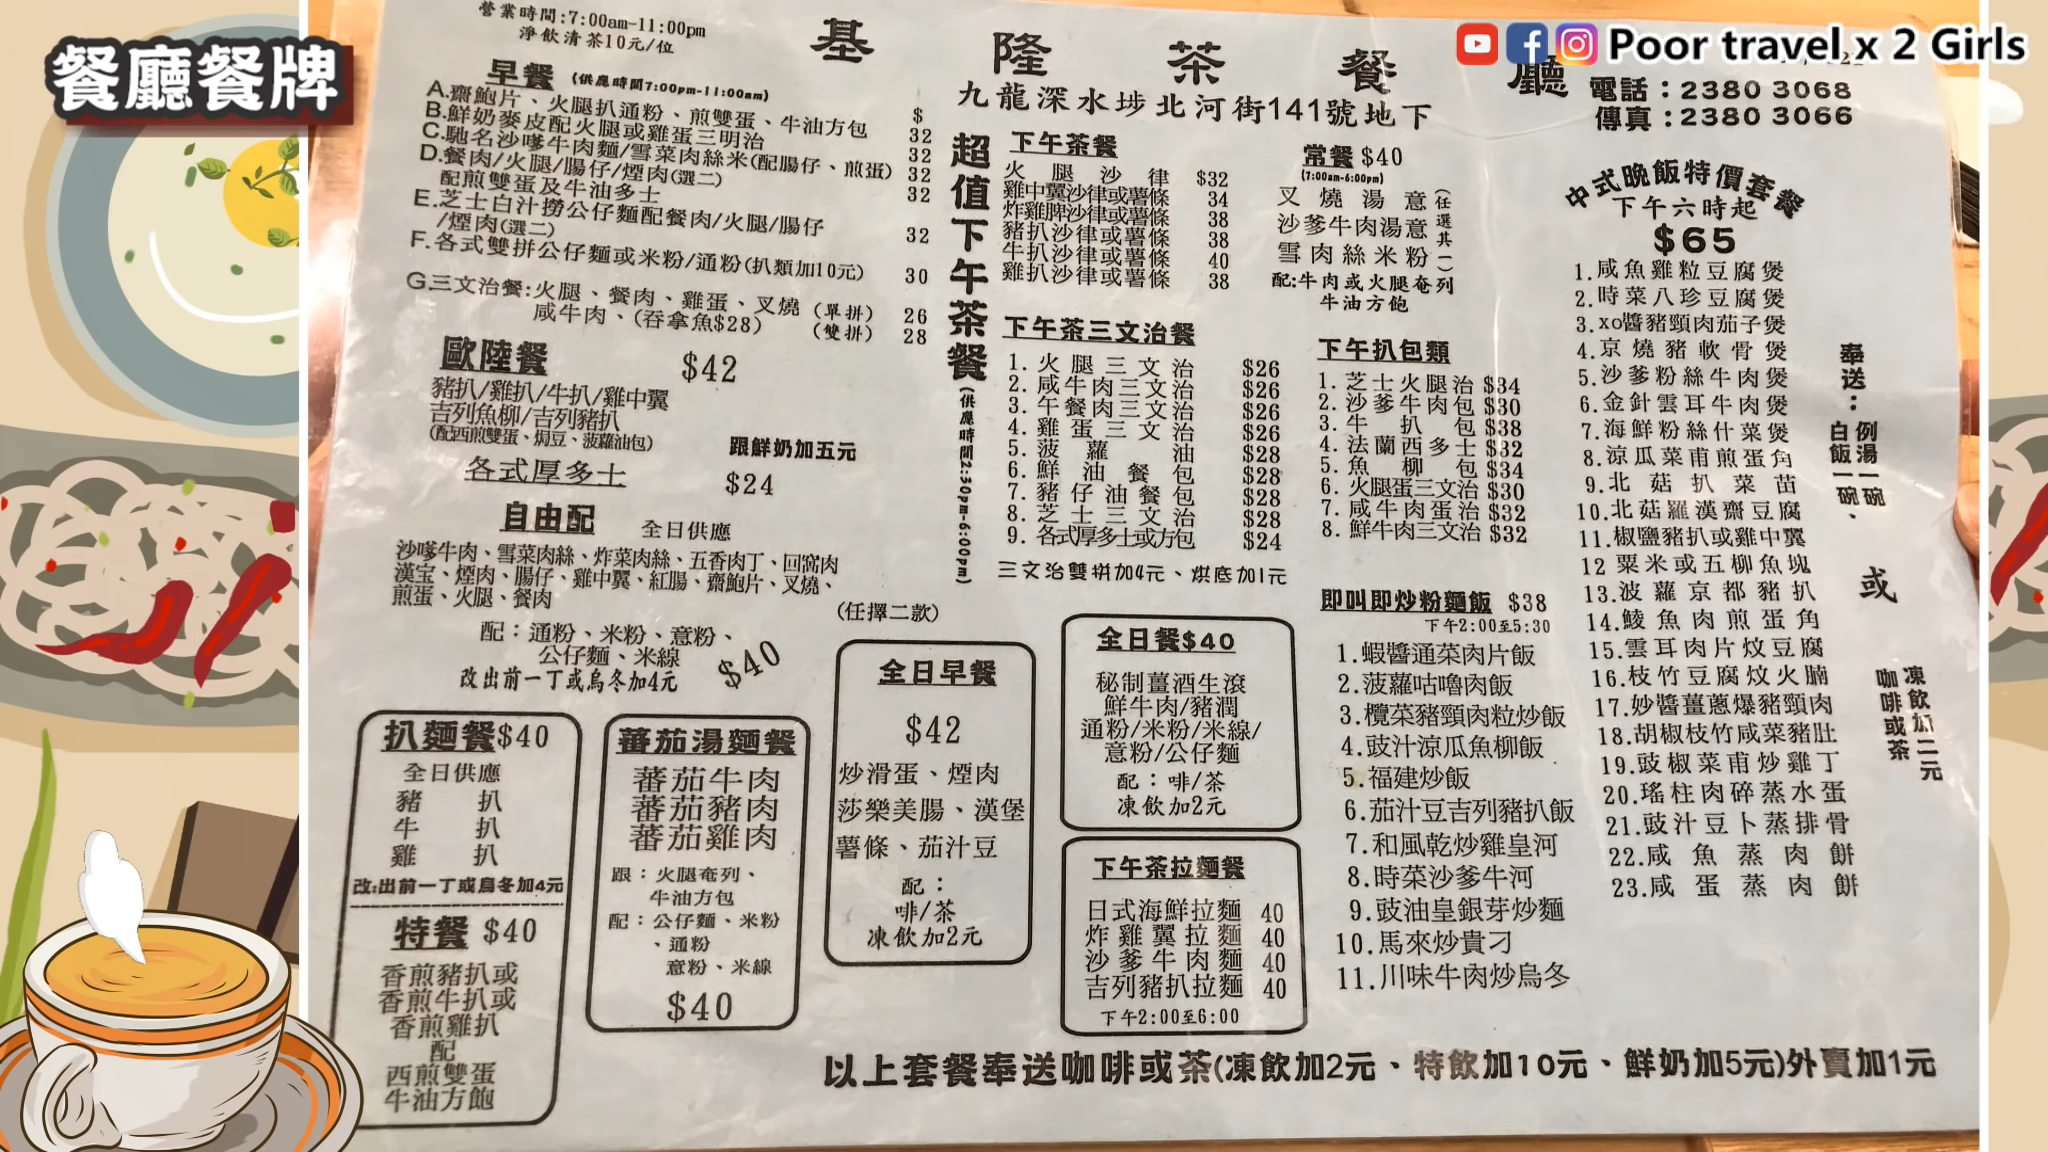 餐廳餐牌
Poor travel x 2 Girls
營業時間:7:00am-11:00pm
淨飲清茶10元/位
基隆茶餐廳
九龍深水埗北河街141號地下
電話:2380 3068
傳真:2380 3066
早餐 (供應時間7:00pm-11:00am)
$
A.齋鮑片、火腿扒通粉、煎雙蛋、牛油方包 32
B.鮮奶麥皮配火腿或雞蛋三明治 32
C.馳名沙嗲牛肉麵/雪菜肉絲米(配腸仔、煎蛋) 32
D.餐肉/火腿/腸仔/煙肉(選二)
配煎雙蛋及牛油多士 32
E.芝士白汁撈公仔麵配餐肉/火腿/腸仔
/煙肉(選二) 32
F.各式雙拼公仔麵或米粉/通粉(扒類加10元) 30
G.三文治餐:火腿、餐肉、雞蛋、叉燒 (單拼) 26
咸牛肉、(吞拿魚$28) (雙拼) 28
歐陸餐 $42
豬扒/雞扒/牛扒/雞中翼
吉列魚柳/吉列豬扒
(配西煎雙蛋、焗豆、菠蘿油包)
跟鮮奶加五元
各式厚多士 $24
自由配 全日供應
沙嗲牛肉、雪菜肉絲、炸菜肉絲、五香肉丁、回窩肉
漢宝、煙肉、腸仔、雞中翼、紅腸、齋鮑片、叉燒、
煎蛋、火腿、餐肉
(任擇二款)
配:通粉、米粉、意粉、
公仔麵、米線
改出前一丁或烏冬加4元
$40
扒麵餐$40
全日供應
豬扒
牛扒
雞扒
改:出前一丁或烏冬加4元
特餐 $40
香煎豬扒或
香煎牛扒或
香煎雞扒
配
西煎雙蛋
牛油方飽
蕃茄湯麵餐
蕃茄牛肉
蕃茄豬肉
蕃茄雞肉
跟:火腿奄列、
牛油方包
配:公仔麵、米粉
、通粉
意粉、米線
$40
全日早餐
$42
炒滑蛋、煙肉
莎樂美腸、漢堡
薯條、茄汁豆
配:
啡/茶
凍飲加2元
超值下午茶餐
(供應時間2:30pm-6:00pm)
下午茶餐
火腿沙律 $32
雞中翼沙律或薯條 34
炸雞脾沙律或薯條 38
豬扒沙律或薯條 38
牛扒沙律或薯條 40
雞扒沙律或薯條 38
下午茶三文治餐
1.火腿三文治 $26
2.咸牛肉三文治 $26
3.午餐肉三文治 $26
4.雞蛋三文治 $26
5.菠蘿油 $28
6.鮮油餐包 $28
7.豬仔油餐包 $28
8.芝士三文治 $28
9.各式厚多士或方包 $24
三文治雙拼加4元、烘底加1元
全日餐$40
秘制薑酒生滾
鮮牛肉/豬潤
通粉/米粉/米線/
意粉/公仔麵
配:啡/茶
凍飲加2元
下午茶拉麵餐
日式海鮮拉麵 40
炸雞翼拉麵 40
沙爹牛肉麵 40
吉列豬扒拉麵 40
下午2:00至6:00
常餐 $40
(7:00am-6:00pm)
叉燒湯意
沙爹牛肉湯意
雪肉絲米粉
(任選其一)
配:牛肉或火腿奄列
牛油方飽
下午扒包類
1.芝士火腿治 $34
2.沙爹牛肉包 $30
3.牛扒包 $38
4.法蘭西多士 $32
5.魚柳包 $34
6.火腿蛋三文治 $30
7.咸牛肉蛋治 $32
8.鮮牛肉三文治 $32
即叫即炒粉麵飯 $38
下午2:00至5:30
1.蝦醬通菜肉片飯
2.菠蘿咕嚕肉飯
3.欖菜豬頸肉粒炒飯
4.豉汁涼瓜魚柳飯
5.福建炒飯
6.茄汁豆吉列豬扒飯
7.和風乾炒雞皇河
8.時菜沙爹牛河
9.豉油皇銀芽炒麵
10.馬來炒貴刁
11.川味牛肉炒烏冬
中式晚飯特價套餐
下午六時起
$65
1.咸魚雞粒豆腐煲
2.時菜八珍豆腐煲
3.xo醬豬頸肉茄子煲
4.京燒豬軟骨煲
5.沙爹粉絲牛肉煲
6.金針雲耳牛肉煲
7.海鮮粉絲什菜煲
8.涼瓜菜甫煎蛋角
9.北菇扒菜苗
10.北菇羅漢齋豆腐
11.椒鹽豬扒或雞中翼
12 粟米或五柳魚塊
13.波蘿京都豬扒
14.鯪魚肉煎蛋角
15.雲耳肉片炆豆腐
16.枝竹豆腐炆火腩
17.妙醬薑蔥爆豬頸肉
18.胡椒枝竹咸菜豬肚
19.豉椒菜甫炒雞丁
20.瑤柱肉碎蒸水蛋
21.豉汁豆卜蒸排骨
22.咸魚蒸肉餅
23.咸蛋蒸肉餅
奉送:
例湯一碗、
白飯一碗、
或
凍飲加二元
咖啡或茶
以上套餐奉送咖啡或茶(凍飲加2元、特飲加10元、鮮奶加5元)外賣加1元